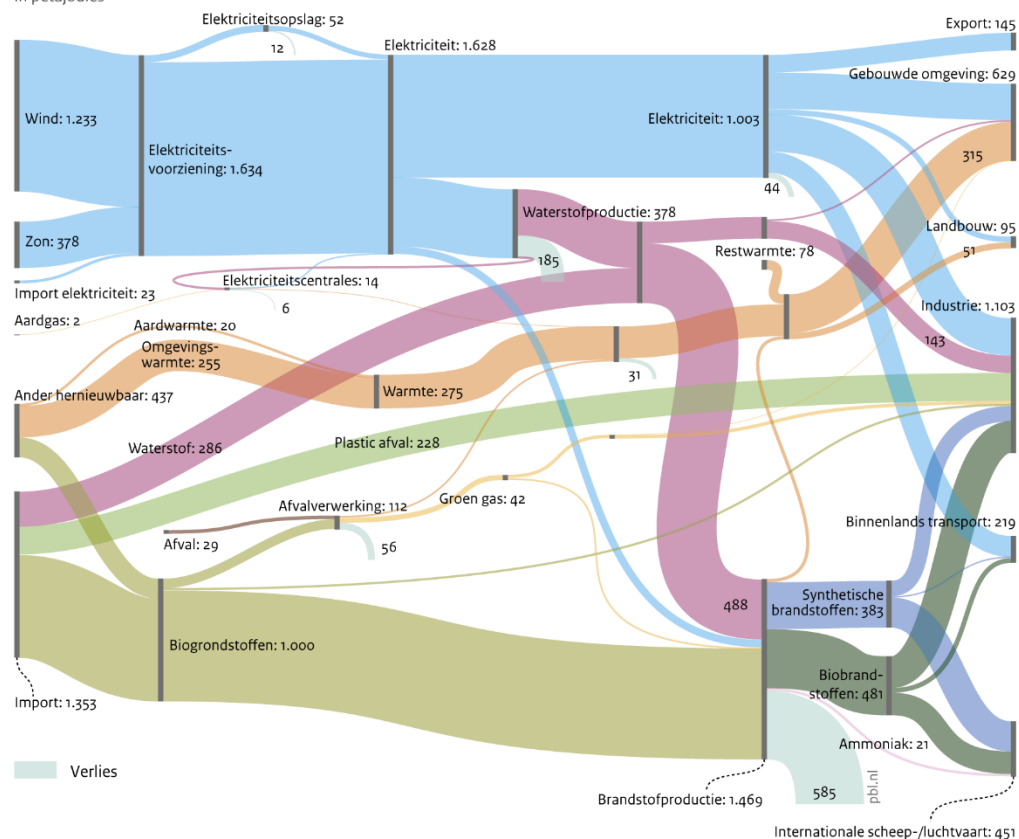 in petajoules
Elektriciteitsopslag: 52
12
Elektriciteit: 1.628
Export: 145
Gebouwde omgeving: 629
Wind: 1.233
Elektriciteits-
voorziening: 1.634
Elektriciteit: 1.003
315
44
Waterstofproductie: 378
Landbouw: 95
Zon: 378
Restwarmte: 78
51
185
Import elektriciteit: 23
Elektriciteitscentrales: 14
6
Industrie: 1.103
Aardgas: 2
Aardwarmte: 20
Omgevings-
warmte: 255
143
31
Ander hernieuwbaar: 437
Warmte: 275
Waterstof: 286
Plastic afval: 228
Afvalverwerking: 112
Groen gas: 42
Afval: 29
56
Binnenlands transport: 219
488
Synthetische
brandstoffen: 383
Biogrondstoffen: 1.000
Biobrand-
stoffen: 481
Import: 1.353
Ammoniak: 21
Verlies
585
pbl.nl
Brandstofproductie: 1.469
Internationale scheep-/luchtvaart: 451